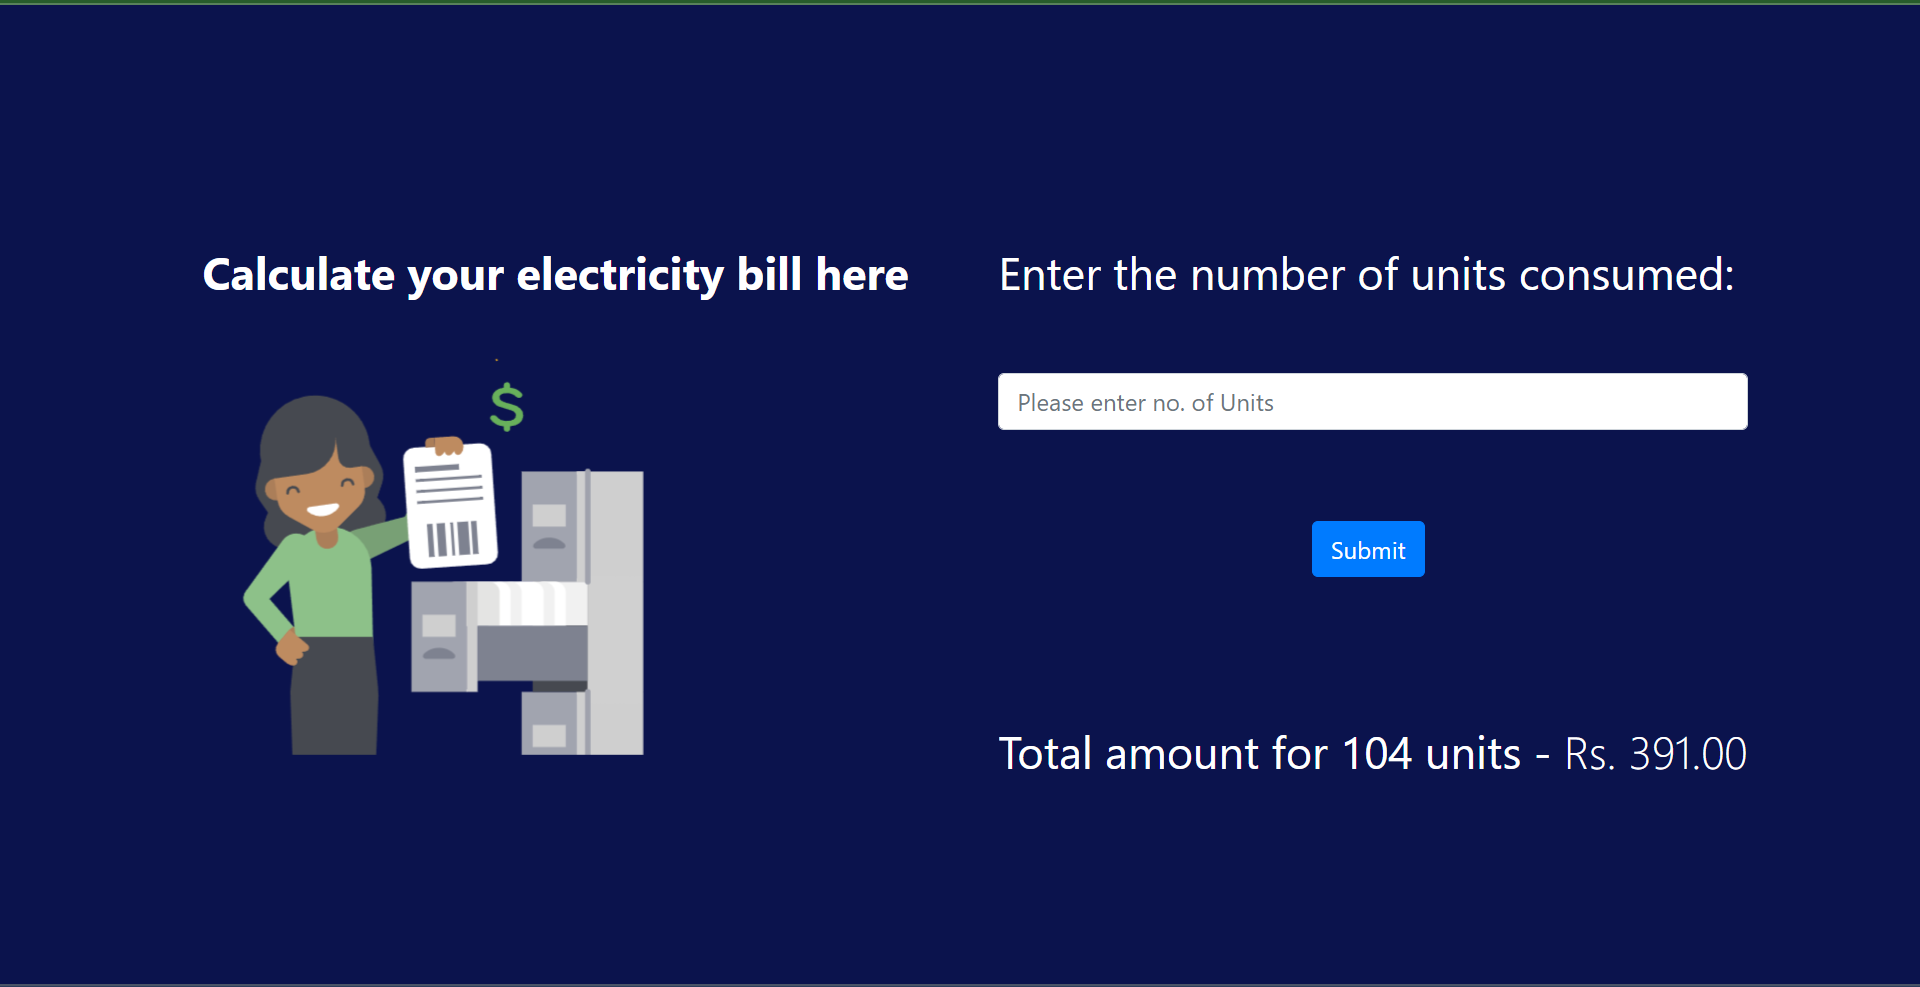 Calculate your electricity bill here
Enter the number of units consumed:
$
Please enter no. of Units
Submit
Total amount for 104 units - Rs. 391.00